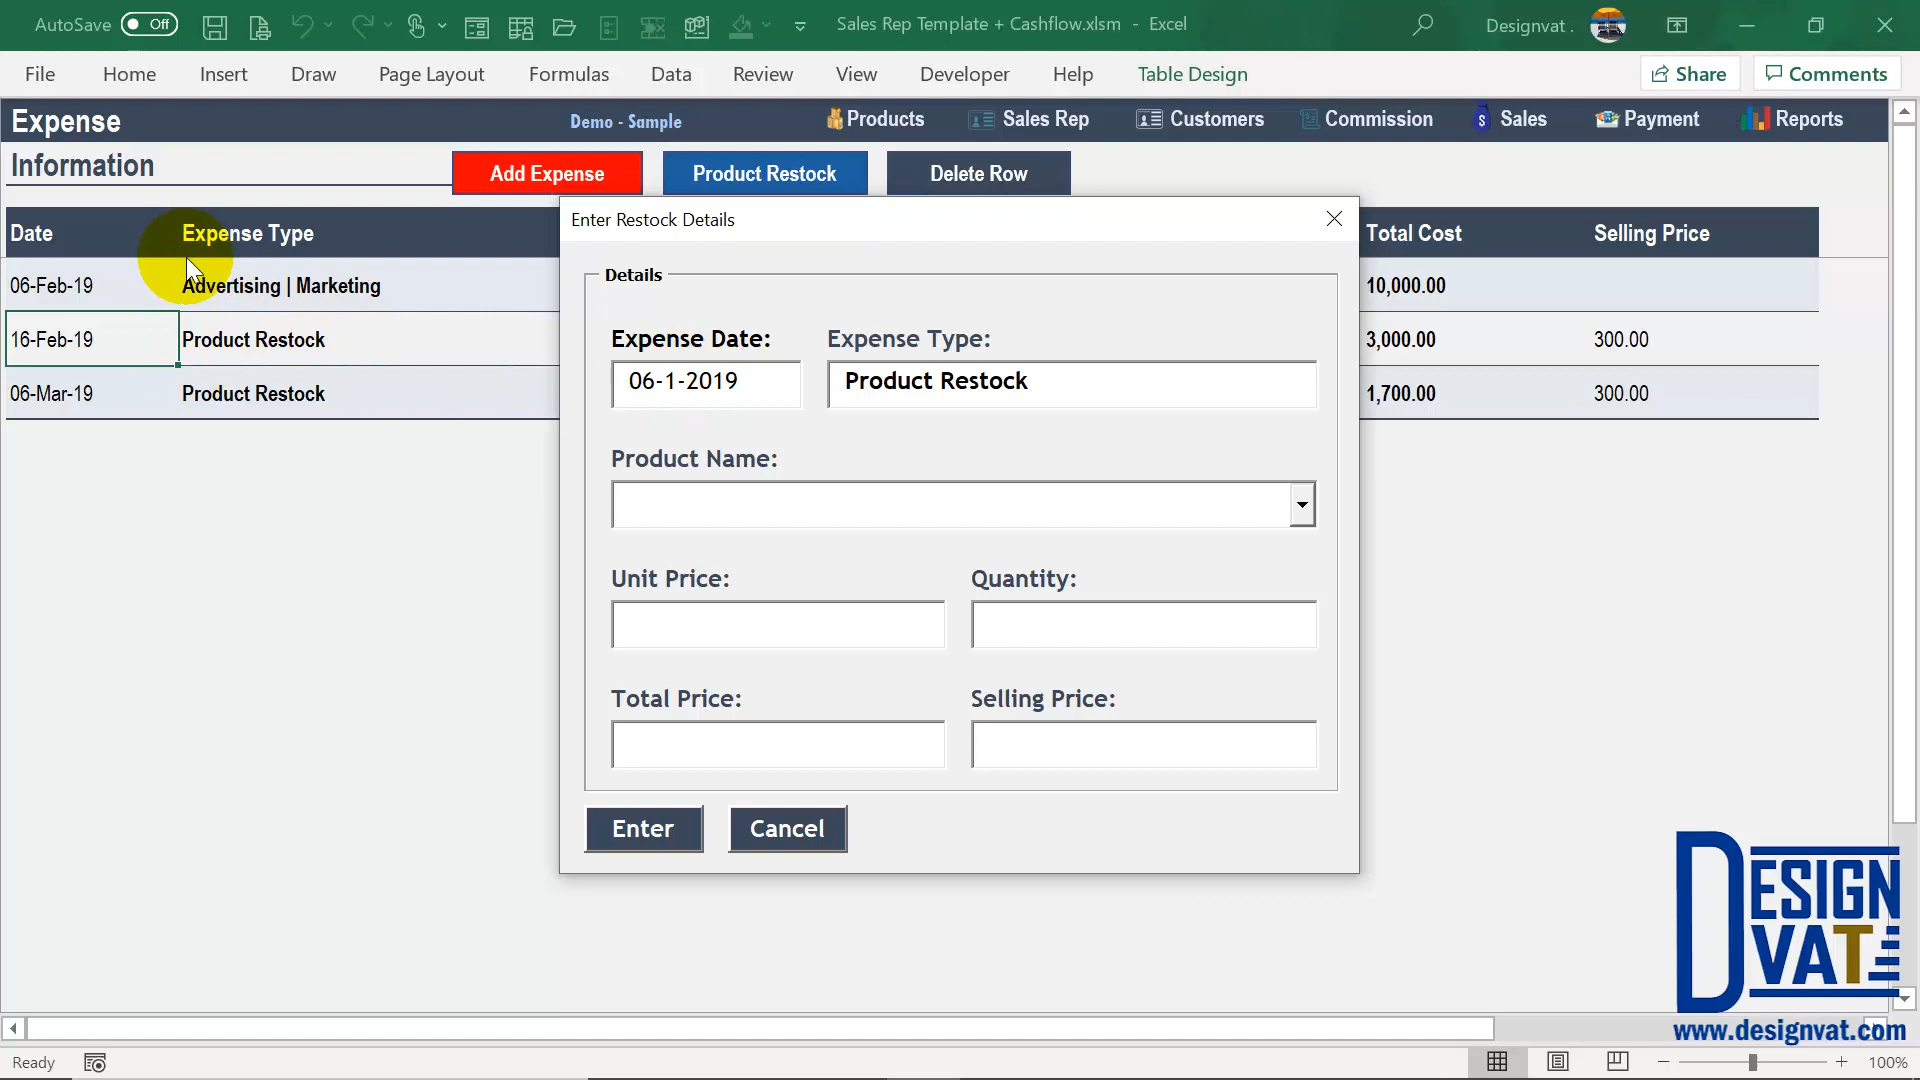 AutoSave Off Sales Rep Template + Cashflow.xlsm - Excel Designvat .
File Home Insert Draw Page Layout Formulas Data Review View Developer Help Table Design Share Comments
Expense Demo - Sample Products Sales Rep Customers Commission $ Sales Payment Reports
Information
Add Expense Product Restock Delete Row
Date Expense Type Total Cost Selling Price
06-Feb-19 Advertising | Marketing 10,000.00
16-Feb-19 Product Restock 3,000.00 300.00
06-Mar-19 Product Restock 1,700.00 300.00
Enter Restock Details
Details
Expense Date: Expense Type:
06-1-2019 Product Restock
Product Name:
Unit Price: Quantity:
Total Price: Selling Price:
Enter Cancel
DESIGN
VAT
www.designvat.com
Ready 100%